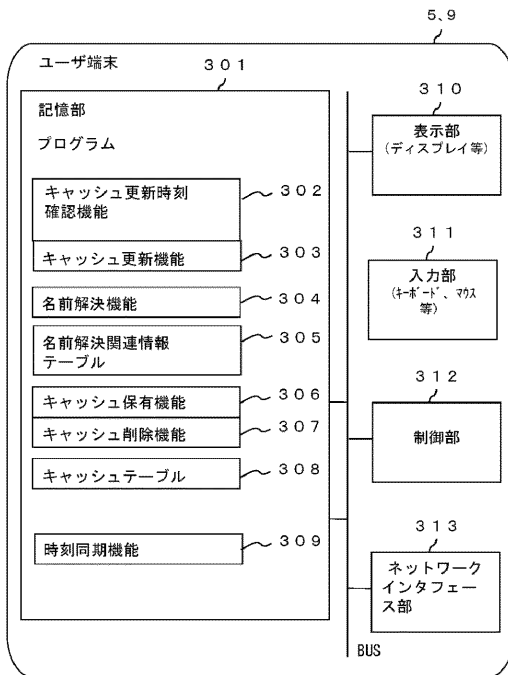 5、9
ユーザ端末
301
記憶部
プログラム
キャッシュ更新時刻
確認機能
302
キャッシュ更新機能
303
名前解決機能
304
名前解決関連情報
テーブル
305
キャッシュ保有機能
306
キャッシュ削除機能
307
キャッシュテーブル
308
時刻同期機能
309
310
表示部
(ディスプレイ等)
311
入力部
(キーボード、マウス
等)
312
制御部
313
ネットワーク
インタフェー
ス部
BUS